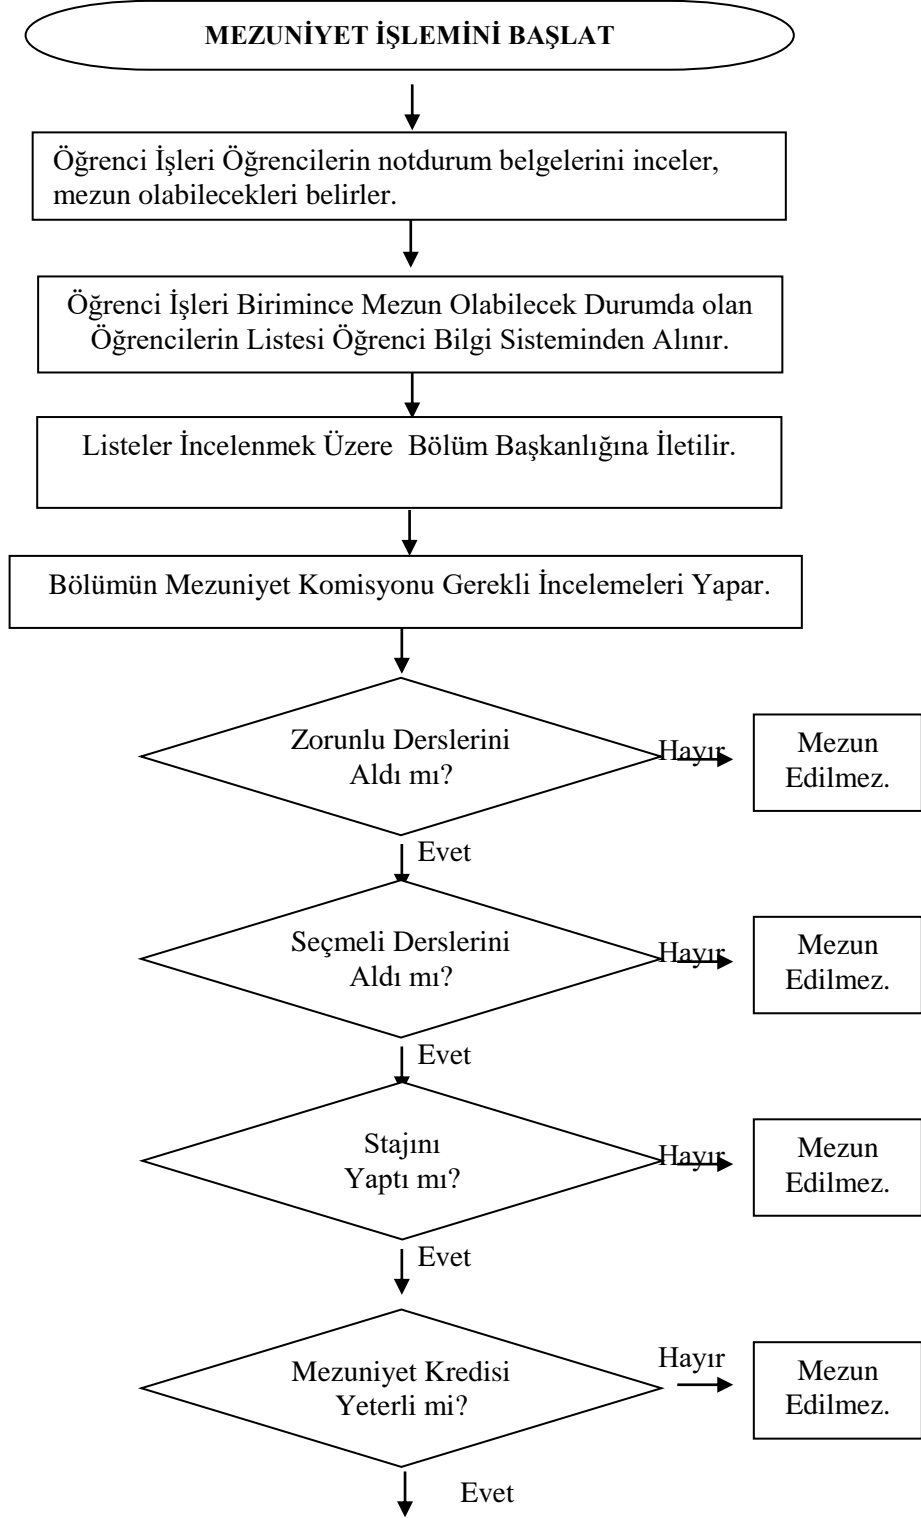 MEZUNİYET İŞLEMİNİ BAŞLAT
Öğrenci İşleri Öğrencilerin notdurum belgelerini inceler,
mezun olabilecekleri belirler.
Öğrenci İşleri Birimince Mezun Olabilecek Durumda olan
Öğrencilerin Listesi Öğrenci Bilgi Sisteminden Alınır.
Listeler İncelenmek Üzere Bölüm Başkanlığına İletilir.
Bölümün Mezuniyet Komisyonu Gerekli İncelemeleri Yapar.
Zorunlu Derslerini
Aldı mı?
Hayır
Mezun
Edilmez.
Evet
Seçmeli Derslerini
Aldı mı?
Hayır
Mezun
Edilmez.
Evet
Stajını
Yaptı mı?
Hayır
Mezun
Edilmez.
Evet
Mezuniyet Kredisi
Yeterli mi?
Hayır
Mezun
Edilmez.
Evet